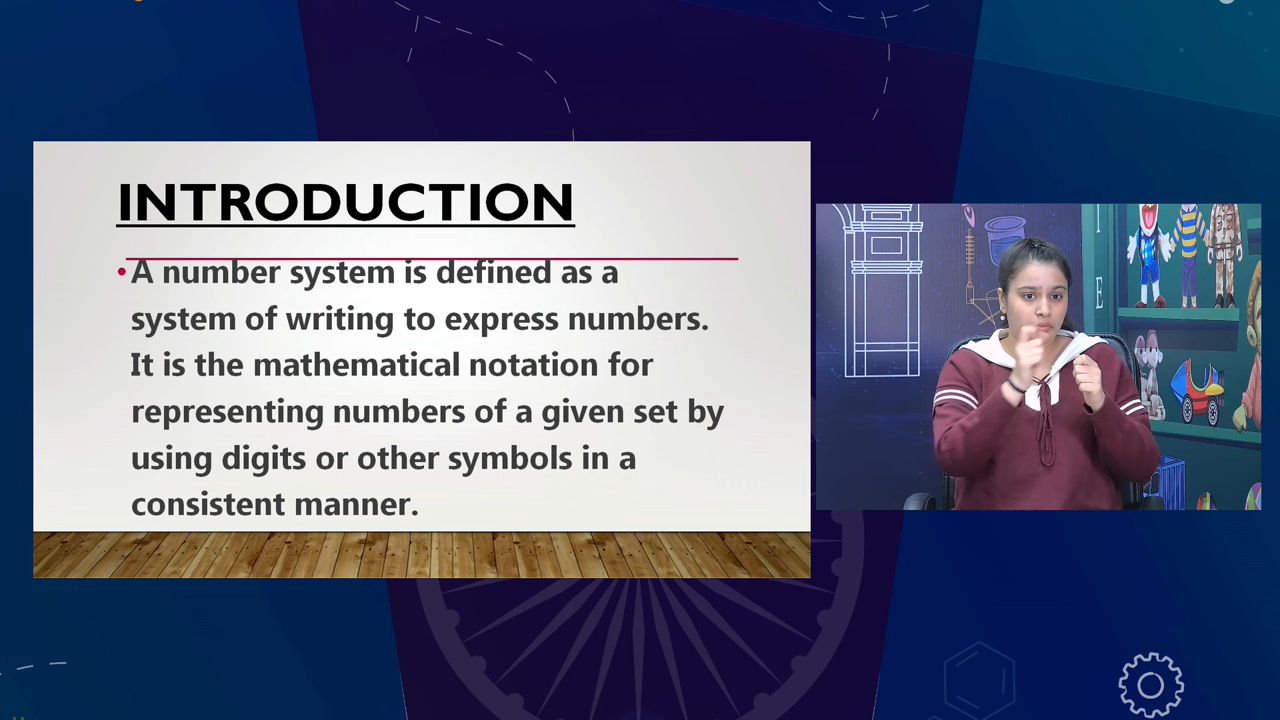 INTRODUCTION
•A number system is defined as a
system of writing to express numbers.
It is the mathematical notation for
representing numbers of a given set by
using digits or other symbols in a
consistent manner.
I
E